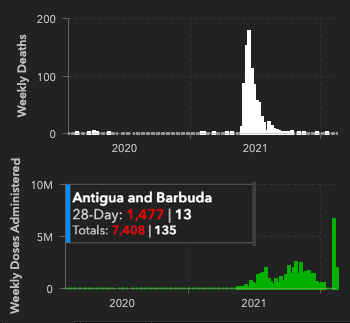 Weekly Deaths
200
100
0
2020
2021
Weekly Doses Administered
10M
5M
0
Antigua and Barbuda
28-Day: 1,477 | 13
Totals: 7,408 | 135
2020
2021